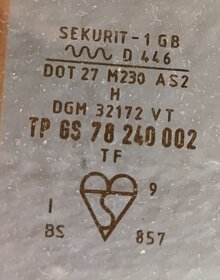 SEKURIT-1 GB
D 446
DOT 27 M230 AS2
H
DGM 32172 VT
TP GS 78 240 002
TF
I 9
BS 857